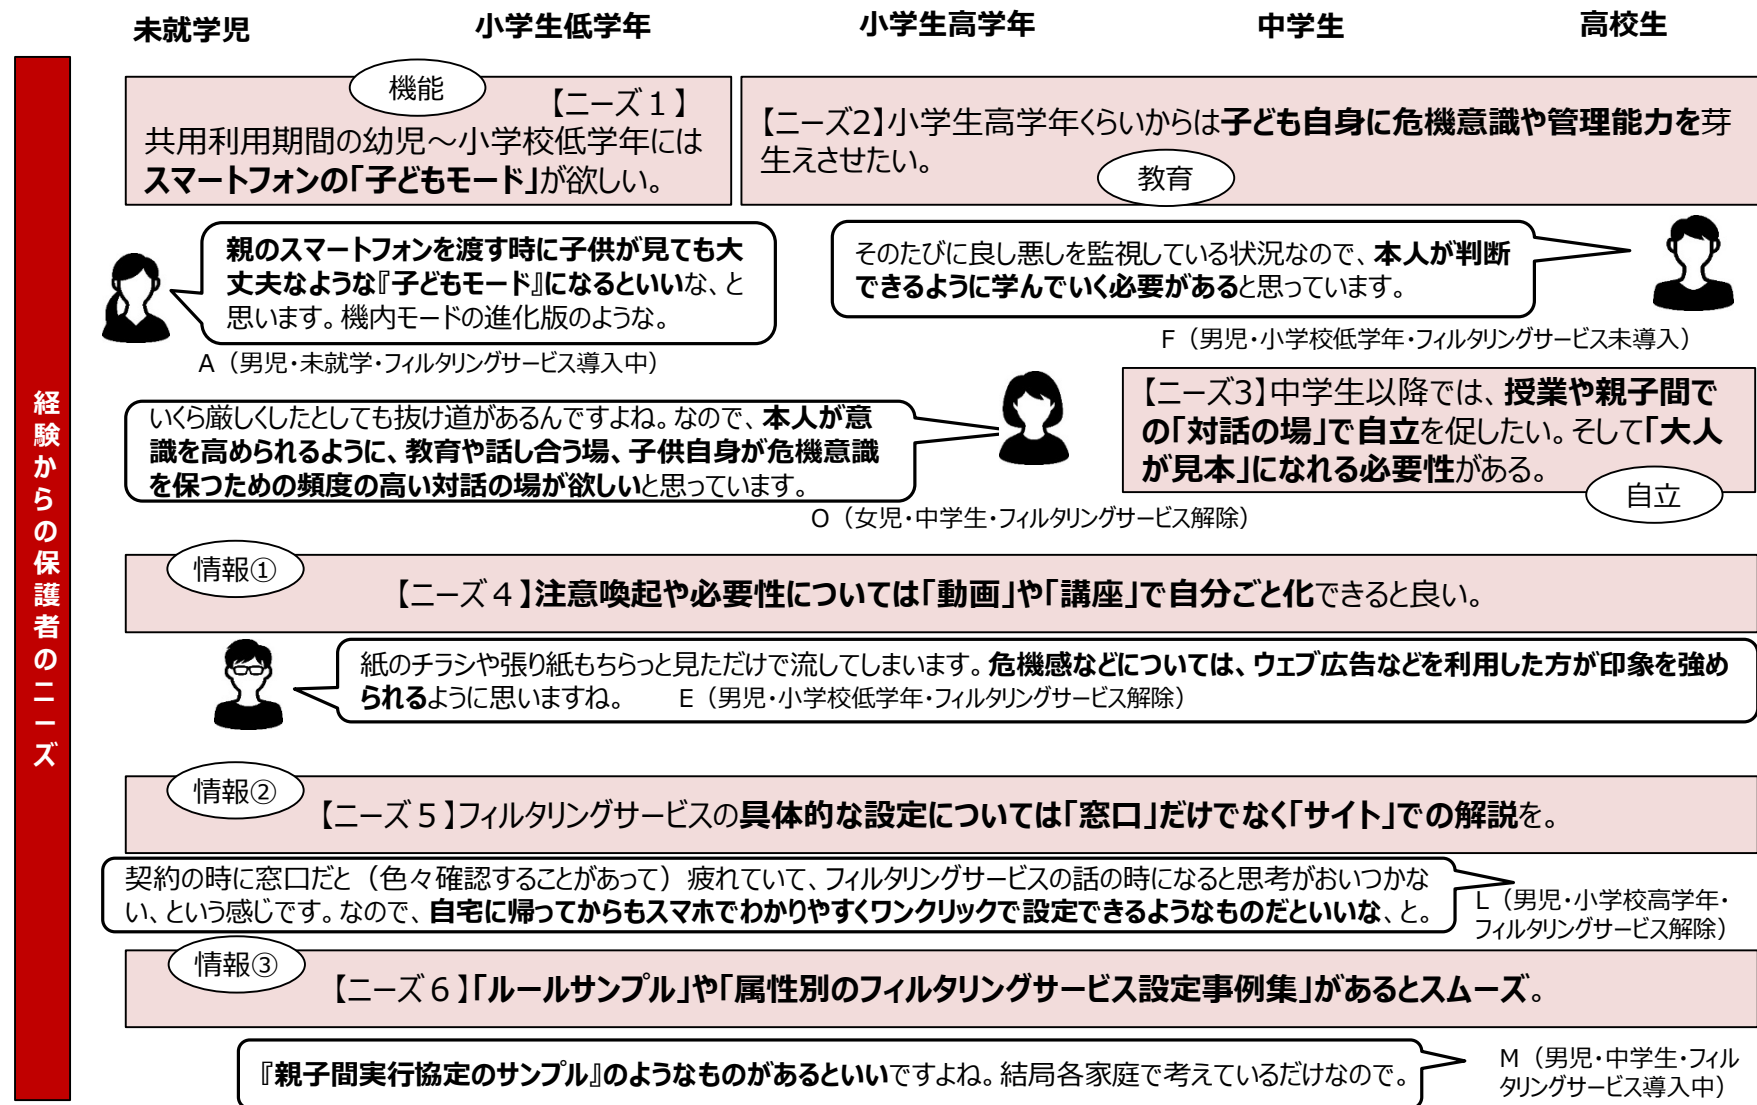 未就学児
小学生低学年
小学生高学年
中学生
高校生
経験からの保護者のニーズ
機能
【ニーズ１】
共用利用期間の幼児～小学校低学年には
スマートフォンの「子どもモード」が欲しい。
【ニーズ2】小学生高学年くらいからは子ども自身に危機意識や管理能力を芽
生えさせたい。
教育
親のスマートフォンを渡す時に子供が見ても大
丈夫なような『子どもモード』になるといいな、と
思います。機内モードの進化版のような。
A（男児・未就学・フィルタリングサービス導入中）
そのたびに良し悪しを監視している状況なので、本人が判断
できるように学んでいく必要があると思っています。
F（男児・小学校低学年・フィルタリングサービス未導入）
いくら厳しくしたとしても抜け道があるんですよね。なので、本人が意
識を高められるように、教育や話し合う場、子供自身が危機意識
を保つための頻度の高い対話の場が欲しいと思っています。
O（女児・中学生・フィルタリングサービス解除）
【ニーズ3】中学生以降では、授業や親子間で
の「対話の場」で自立を促したい。そして「大人
が見本」になれる必要性がある。
自立
情報①
【ニーズ４】注意喚起や必要性については「動画」や「講座」で自分ごと化できると良い。
紙のチラシや張り紙もちらっと見ただけで流してしまいます。危機感などについては、ウェブ広告などを利用した方が印象を強め
られるように思いますね。 E（男児・小学校低学年・フィルタリングサービス解除）
情報②
【ニーズ５】フィルタリングサービスの具体的な設定については「窓口」だけでなく「サイト」での解説を。
契約の時に窓口だと（色々確認することがあって）疲れていて、フィルタリングサービスの話の時になると思考がおいつかな
い、という感じです。なので、自宅に帰ってからもスマホでわかりやすくワンクリックで設定できるようなものだといいな、と。
L（男児・小学校高学年・
フィルタリングサービス解除）
情報③
【ニーズ６】「ルールサンプル」や「属性別のフィルタリングサービス設定事例集」があるとスムーズ。
『親子間実行協定のサンプル』のようなものがあるといいですよね。結局各家庭で考えているだけなので。
M（男児・中学生・フィル
タリングサービス導入中）